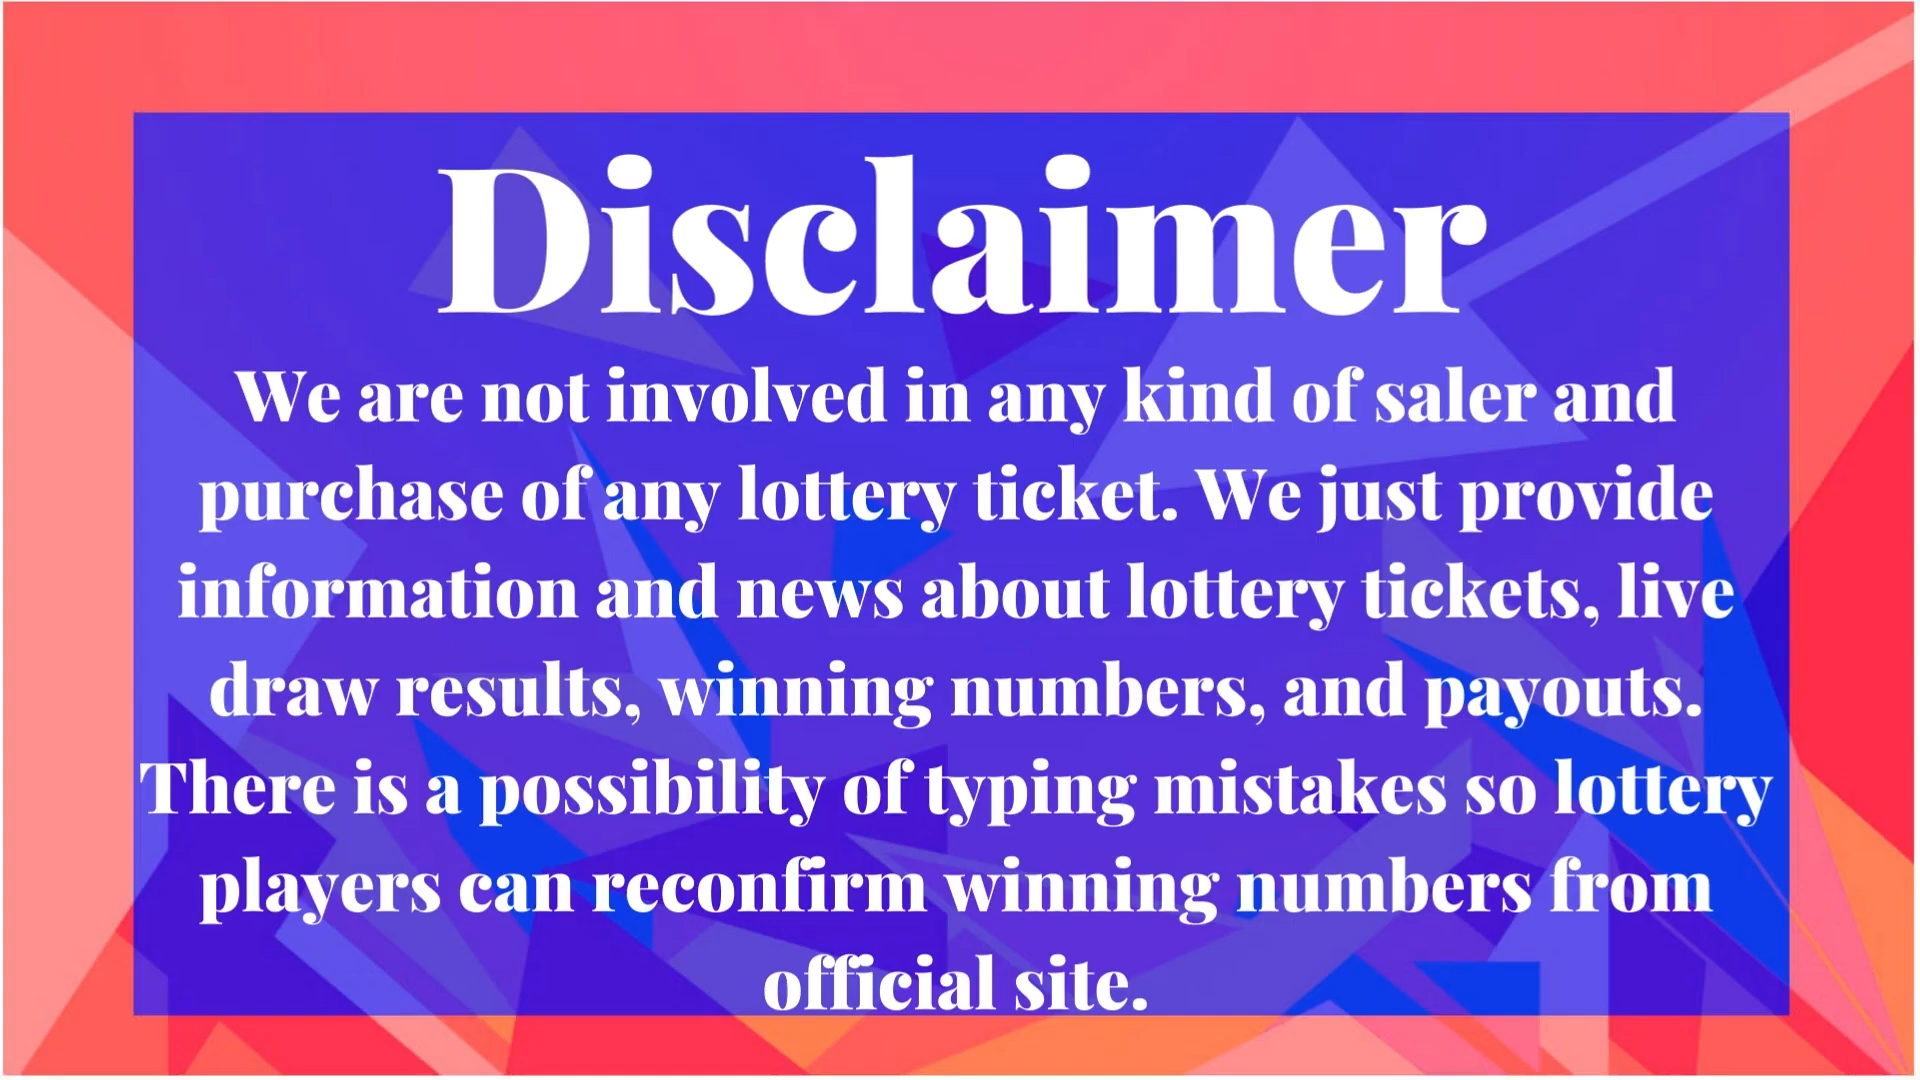 Disclaimer
We are not involved in any kind of saler and
purchase of any lottery ticket. We just provide
information and news about lottery tickets, live
draw results, winning numbers, and payouts.
There is a possibility of typing mistakes so lottery
players can reconfirm winning numbers from
official site.